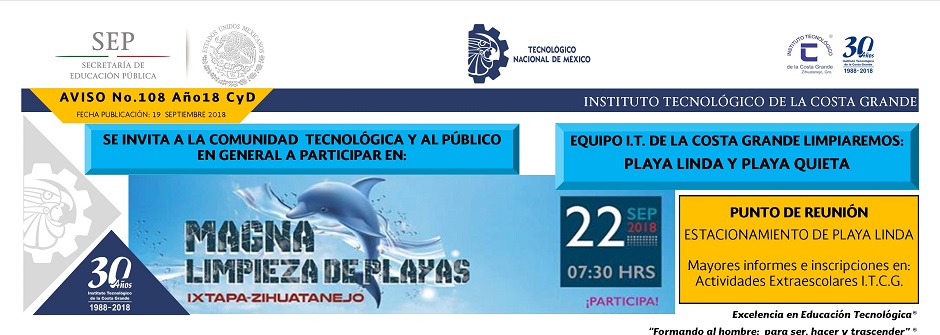 SEP
SECRETARÍA DE
EDUCACIÓN PÚBLICA
ESTADOS UNIDOS MEXICANOS
TECNOLÓGICO
NACIONAL DE MÉXICO
INSTITUTO TECNOLÓGICO
de la Costa Grande
Zihuatanejo, Gro.
30 Años
Instituto Tecnológico
de la Costa Grande
1988-2018
AVISO No.108 Año18 CyD
FECHA PUBLICACIÓN: 19 SEPTIEMBRE 2018
INSTITUTO TECNOLÓGICO DE LA COSTA GRANDE
SE INVITA A LA COMUNIDAD TECNOLÓGICA Y AL PÚBLICO
EN GENERAL A PARTICIPAR EN:
EQUIPO I.T. DE LA COSTA GRANDE LIMPIAREMOS:
PLAYA LINDA Y PLAYA QUIETA
MAGNA
LIMPIEZA DE PLAYAS
IXTAPA-ZIHUATANEJO
22 SEP
2018
07:30 HRS
¡PARTICIPA!
PUNTO DE REUNIÓN
ESTACIONAMIENTO DE PLAYA LINDA
Mayores informes e inscripciones en:
Actividades Extraescolares I.T.C.G.
30 Años
Instituto Tecnológico
de la Costa Grande
1988-2018
Excelencia en Educación Tecnológica®
"Formando al hombre; para ser, hacer y trascender" ®